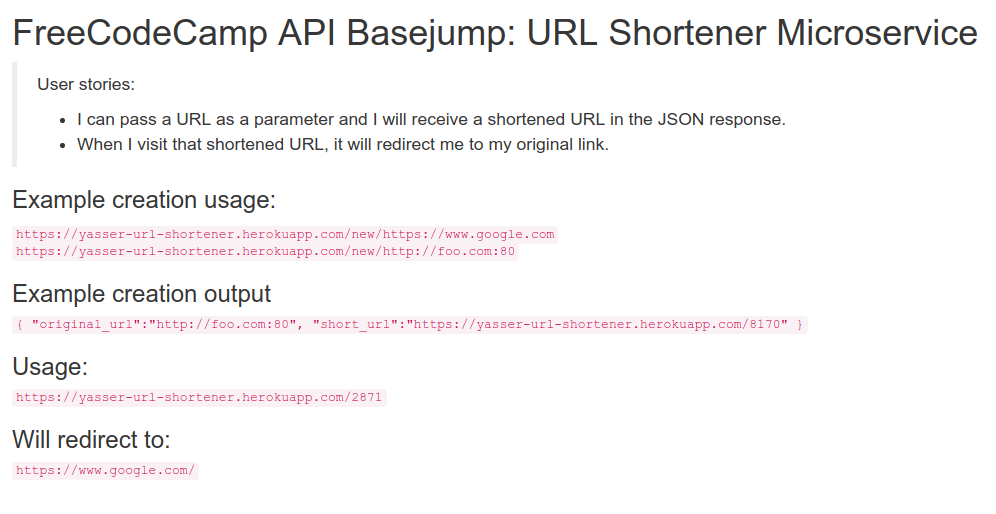 FreeCodeCamp API Basejump: URL Shortener Microservice
User stories:
• I can pass a URL as a parameter and I will receive a shortened URL in the JSON response.
• When I visit that shortened URL, it will redirect me to my original link.
Example creation usage:
https://yasser-url-shortener.herokuapp.com/new/https://www.google.com
https://yasser-url-shortener.herokuapp.com/new/http://foo.com:80
Example creation output
{ "original_url":"http://foo.com:80", "short_url":"https://yasser-url-shortener.herokuapp.com/8170" }
Usage:
https://yasser-url-shortener.herokuapp.com/2871
Will redirect to:
https://www.google.com/